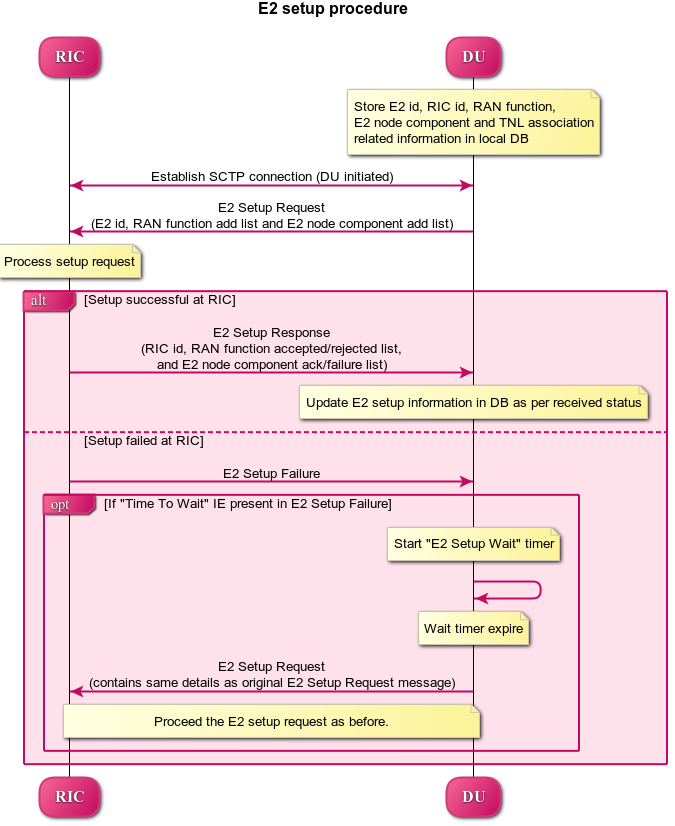 E2 setup procedure
RIC
DU
Store E2 id, RIC id, RAN function,
E2 node component and TNL association
related information in local DB
Establish SCTP connection (DU initiated)
E2 Setup Request
(E2 id, RAN function add list and E2 node component add list)
Process setup request
alt
[Setup successful at RIC]
E2 Setup Response
(RIC id, RAN function accepted/rejected list,
and E2 node component ack/failure list)
Update E2 setup information in DB as per received status
[Setup failed at RIC]
E2 Setup Failure
opt
[If "Time To Wait" IE present in E2 Setup Failure]
Start "E2 Setup Wait" timer
Wait timer expire
E2 Setup Request
(contains same details as original E2 Setup Request message)
Proceed the E2 setup request as before.
RIC
DU